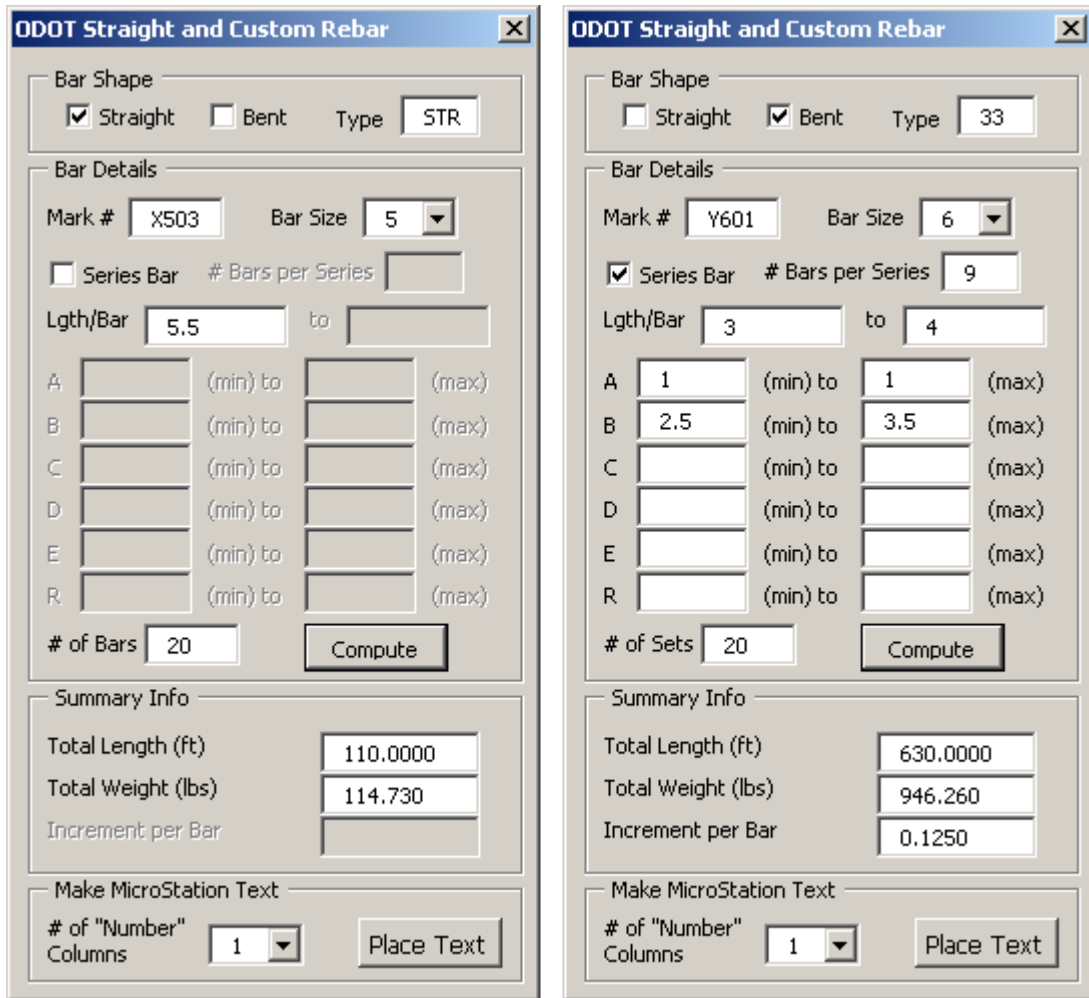 ODOT Straight and Custom Rebar
Bar Shape
Straight Bent Type STR
Bar Details
Mark # X503 Bar Size 5
Series Bar # Bars per Series
Lgth/Bar 5.5 to
A (min) to (max)
B (min) to (max)
C (min) to (max)
D (min) to (max)
E (min) to (max)
R (min) to (max)
# of Bars 20 Compute
Summary Info
Total Length (ft) 110.0000
Total Weight (lbs) 114.730
Increment per Bar
Make MicroStation Text
# of "Number"
Columns 1 Place Text
ODOT Straight and Custom Rebar
Bar Shape
Straight Bent Type 33
Bar Details
Mark # Y601 Bar Size 6
Series Bar # Bars per Series 9
Lgth/Bar 3 to 4
A 1 (min) to 1 (max)
B 2.5 (min) to 3.5 (max)
C (min) to (max)
D (min) to (max)
E (min) to (max)
R (min) to (max)
# of Sets 20 Compute
Summary Info
Total Length (ft) 630.0000
Total Weight (lbs) 946.260
Increment per Bar 0.1250
Make MicroStation Text
# of "Number"
Columns 1 Place Text